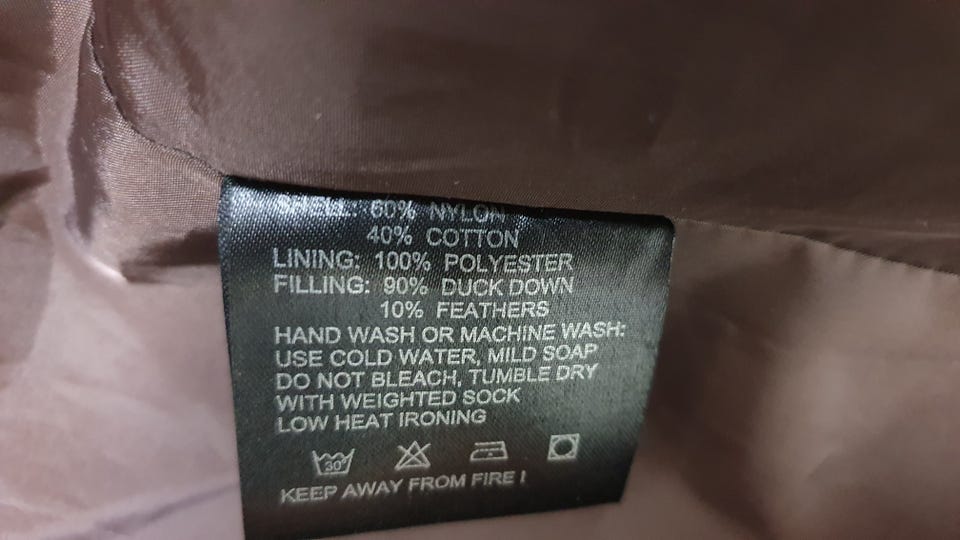 SHELL: 60% NYLON
40% COTTON
LINING: 100% POLYESTER
FILLING: 90% DUCK DOWN
10% FEATHERS
HAND WASH OR MACHINE WASH:
USE COLD WATER, MILD SOAP
DO NOT BLEACH, TUMBLE DRY
WITH WEIGHTED SOCK
LOW HEAT IRONING
30°
KEEP AWAY FROM FIRE !